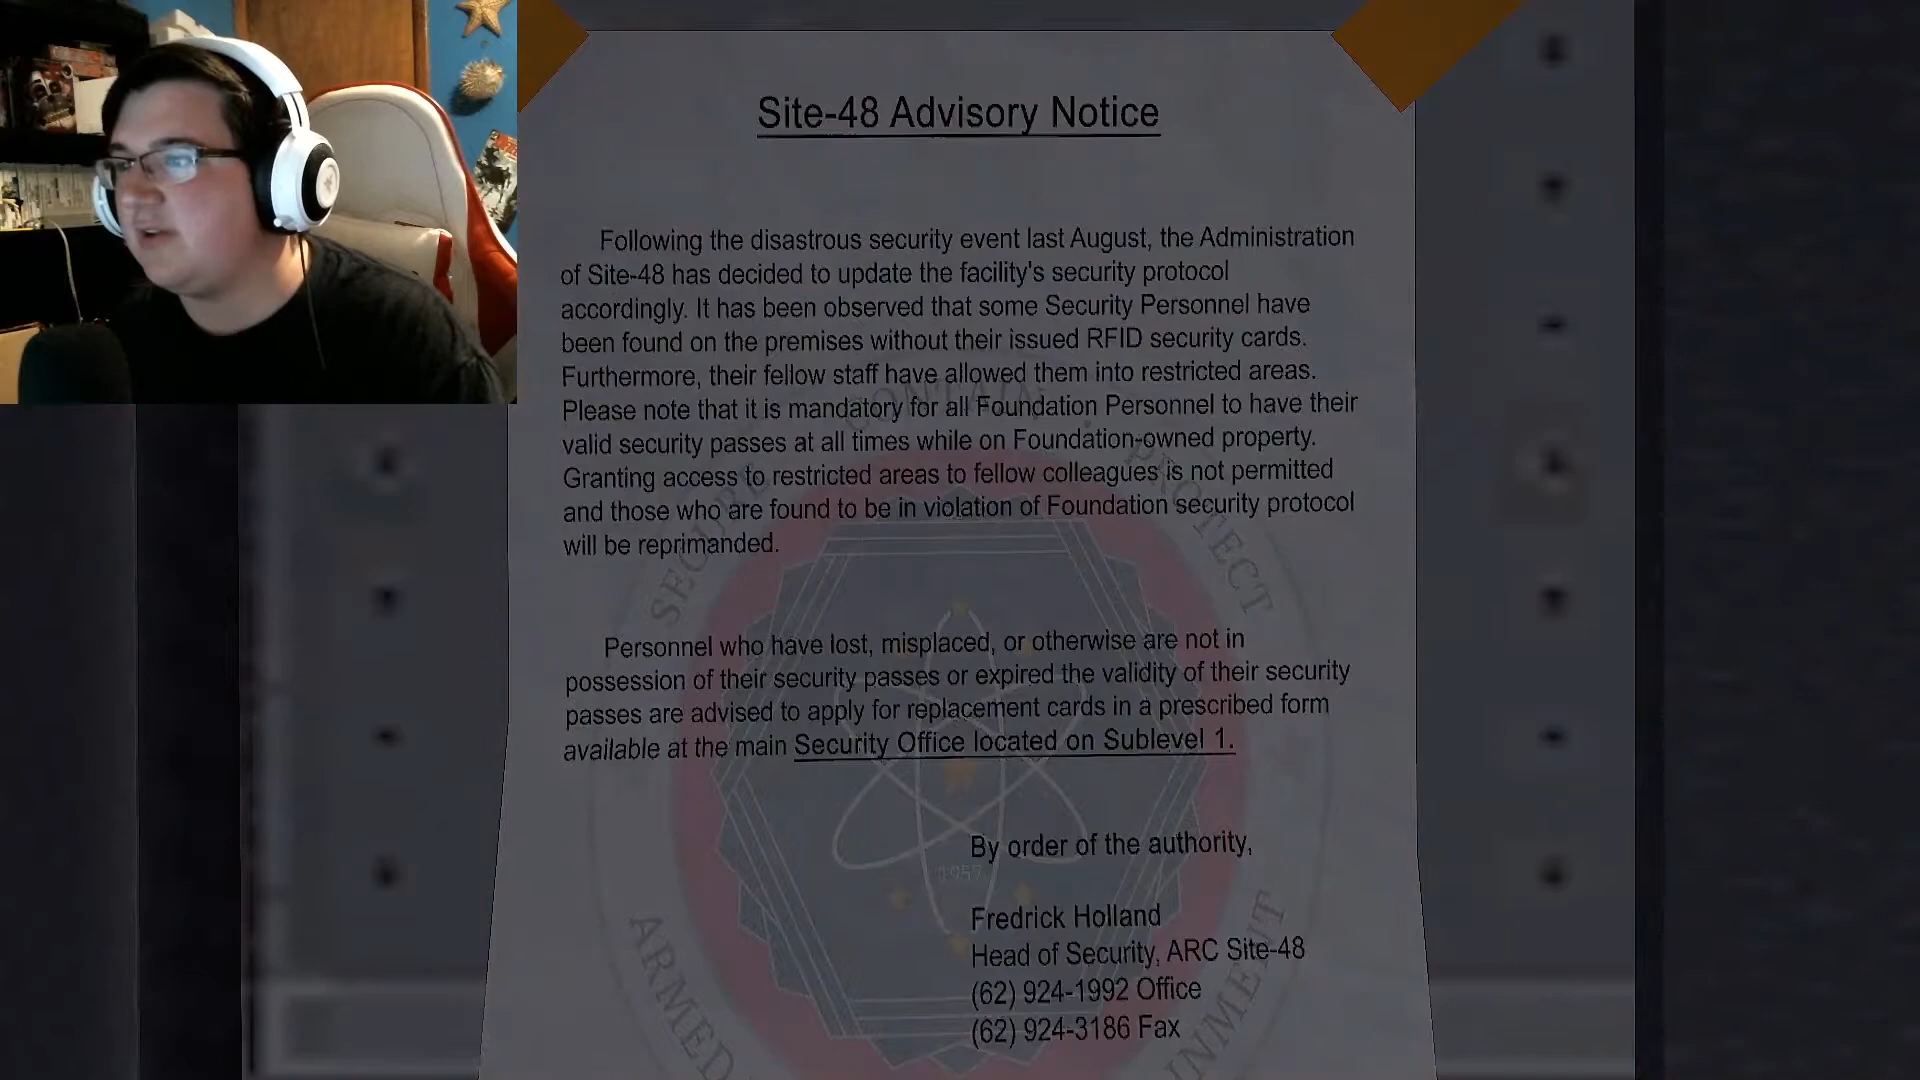 Site-48 Advisory Notice
Following the disastrous security event last August, the Administration
of Site-48 has decided to update the facility's security protocol
accordingly. It has been observed that some Security Personnel have
been found on the premises without their issued RFID security cards.
Furthermore, their fellow staff have allowed them into restricted areas.
Please note that it is mandatory for all Foundation Personnel to have their
valid security passes at all times while on Foundation-owned property.
Granting access to restricted areas to fellow colleagues is not permitted
and those who are found to be in violation of Foundation security protocol
will be reprimanded.
Personnel who have lost, misplaced, or otherwise are not in
possession of their security passes or expired the validity of their security
passes are advised to apply for replacement cards in a prescribed form
available at the main Security Office located on Sublevel 1.
By order of the authority,
Fredrick Holland
Head of Security, ARC Site-48
(62) 924-1992 Office
(62) 924-3186 Fax
SECURE · CONTAIN · PROTECT
ARMED